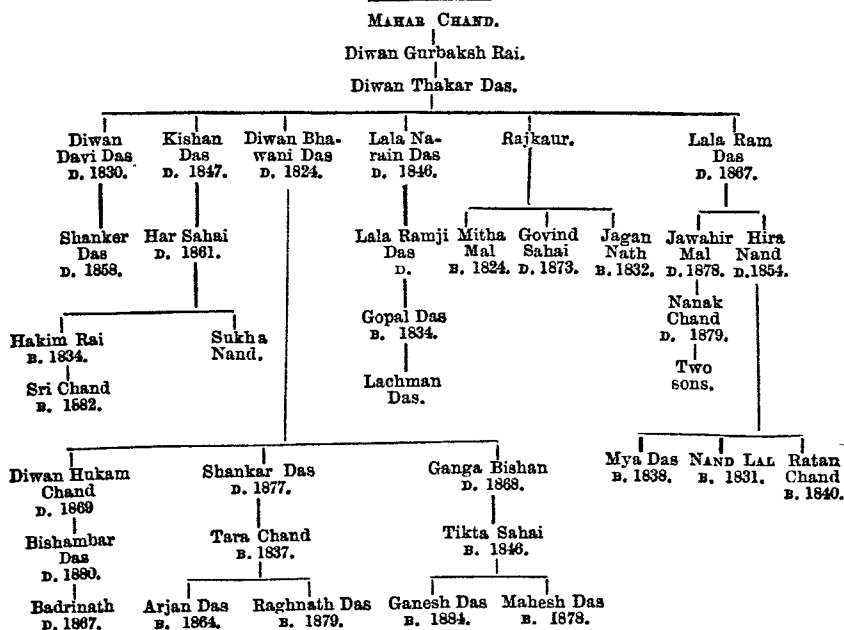 MAHAR CHAND.
Diwan Gurbaksh Rai.
Diwan Thakar Das.
Diwan
Davi Das
D. 1830.
Kishan
Das
D. 1847.
Diwan Bha-
wani Das
D. 1824.
Lala Na-
rain Das
D. 1846.
Rajkaur.
Lala Ram
Das
D. 1867.
Shanker
Das
D. 1858.
Har Sahai
D. 1861.
Lala Ramji
Das
D.
Mitha
Mal
B. 1824.
Govind
Sahai
D. 1873.
Jagan
Nath
B. 1832.
Jawahir
Mal
D. 1878.
Hira
Nand
D. 1854.
Hakim Rai
B. 1834.
Sukha
Nand.
Gopal Das
B. 1834.
Nanak
Chand
D. 1879.
Sri Chand
B. 1882.
Lachman
Das.
Two
sons.
Diwan Hukam
Chand
D. 1869
Shankar Das
D. 1877.
Ganga Bishan
D. 1868.
Mya Das
B. 1838.
NAND LAL
B. 1831.
Ratan
Chand
B. 1840.
Bishambar
Das
D. 1880.
Tara Chand
B. 1837.
Tikta Sahai
B. 1846.
Badrinath
D. 1867.
Arjan Das
B. 1864.
Raghnath Das
B. 1879.
Ganesh Das
B. 1884.
Mahesh Das
B. 1878.